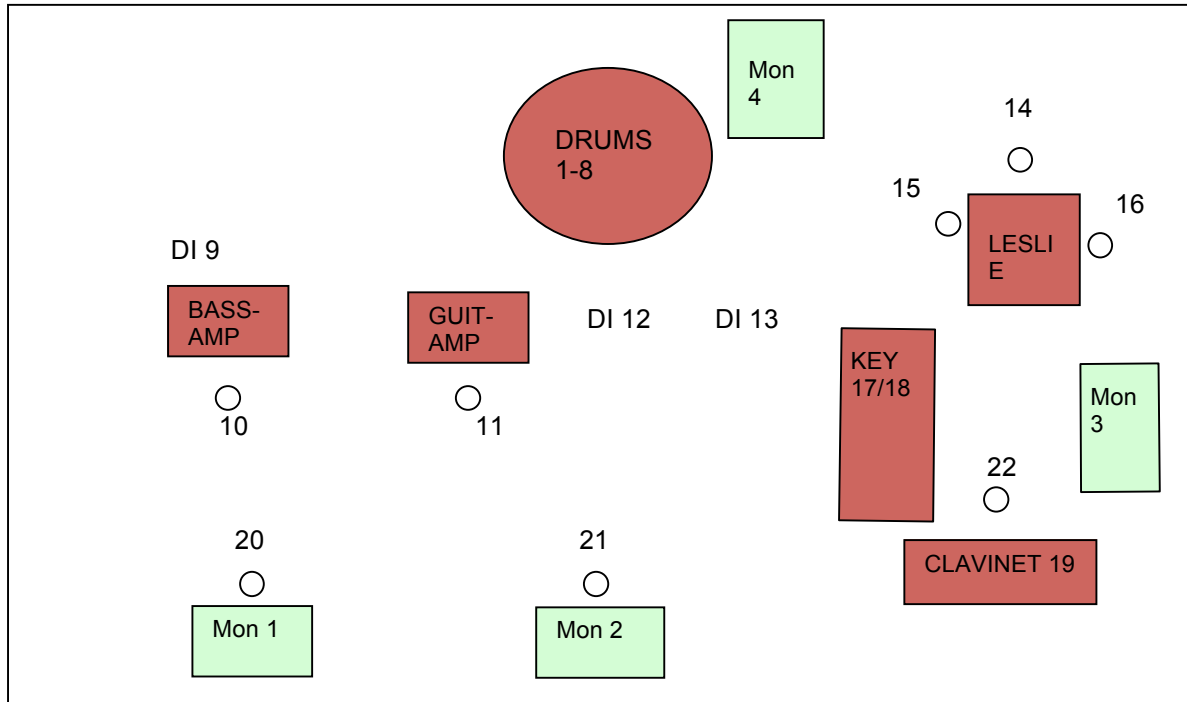 Mon
4
14
DRUMS
1-8
15
16
DI 9
LESLI
E
BASS-
AMP
GUIT-
AMP
DI 12
DI 13
KEY
17/18
Mon
3
10
11
22
20
21
CLAVINET 19
Mon 1
Mon 2